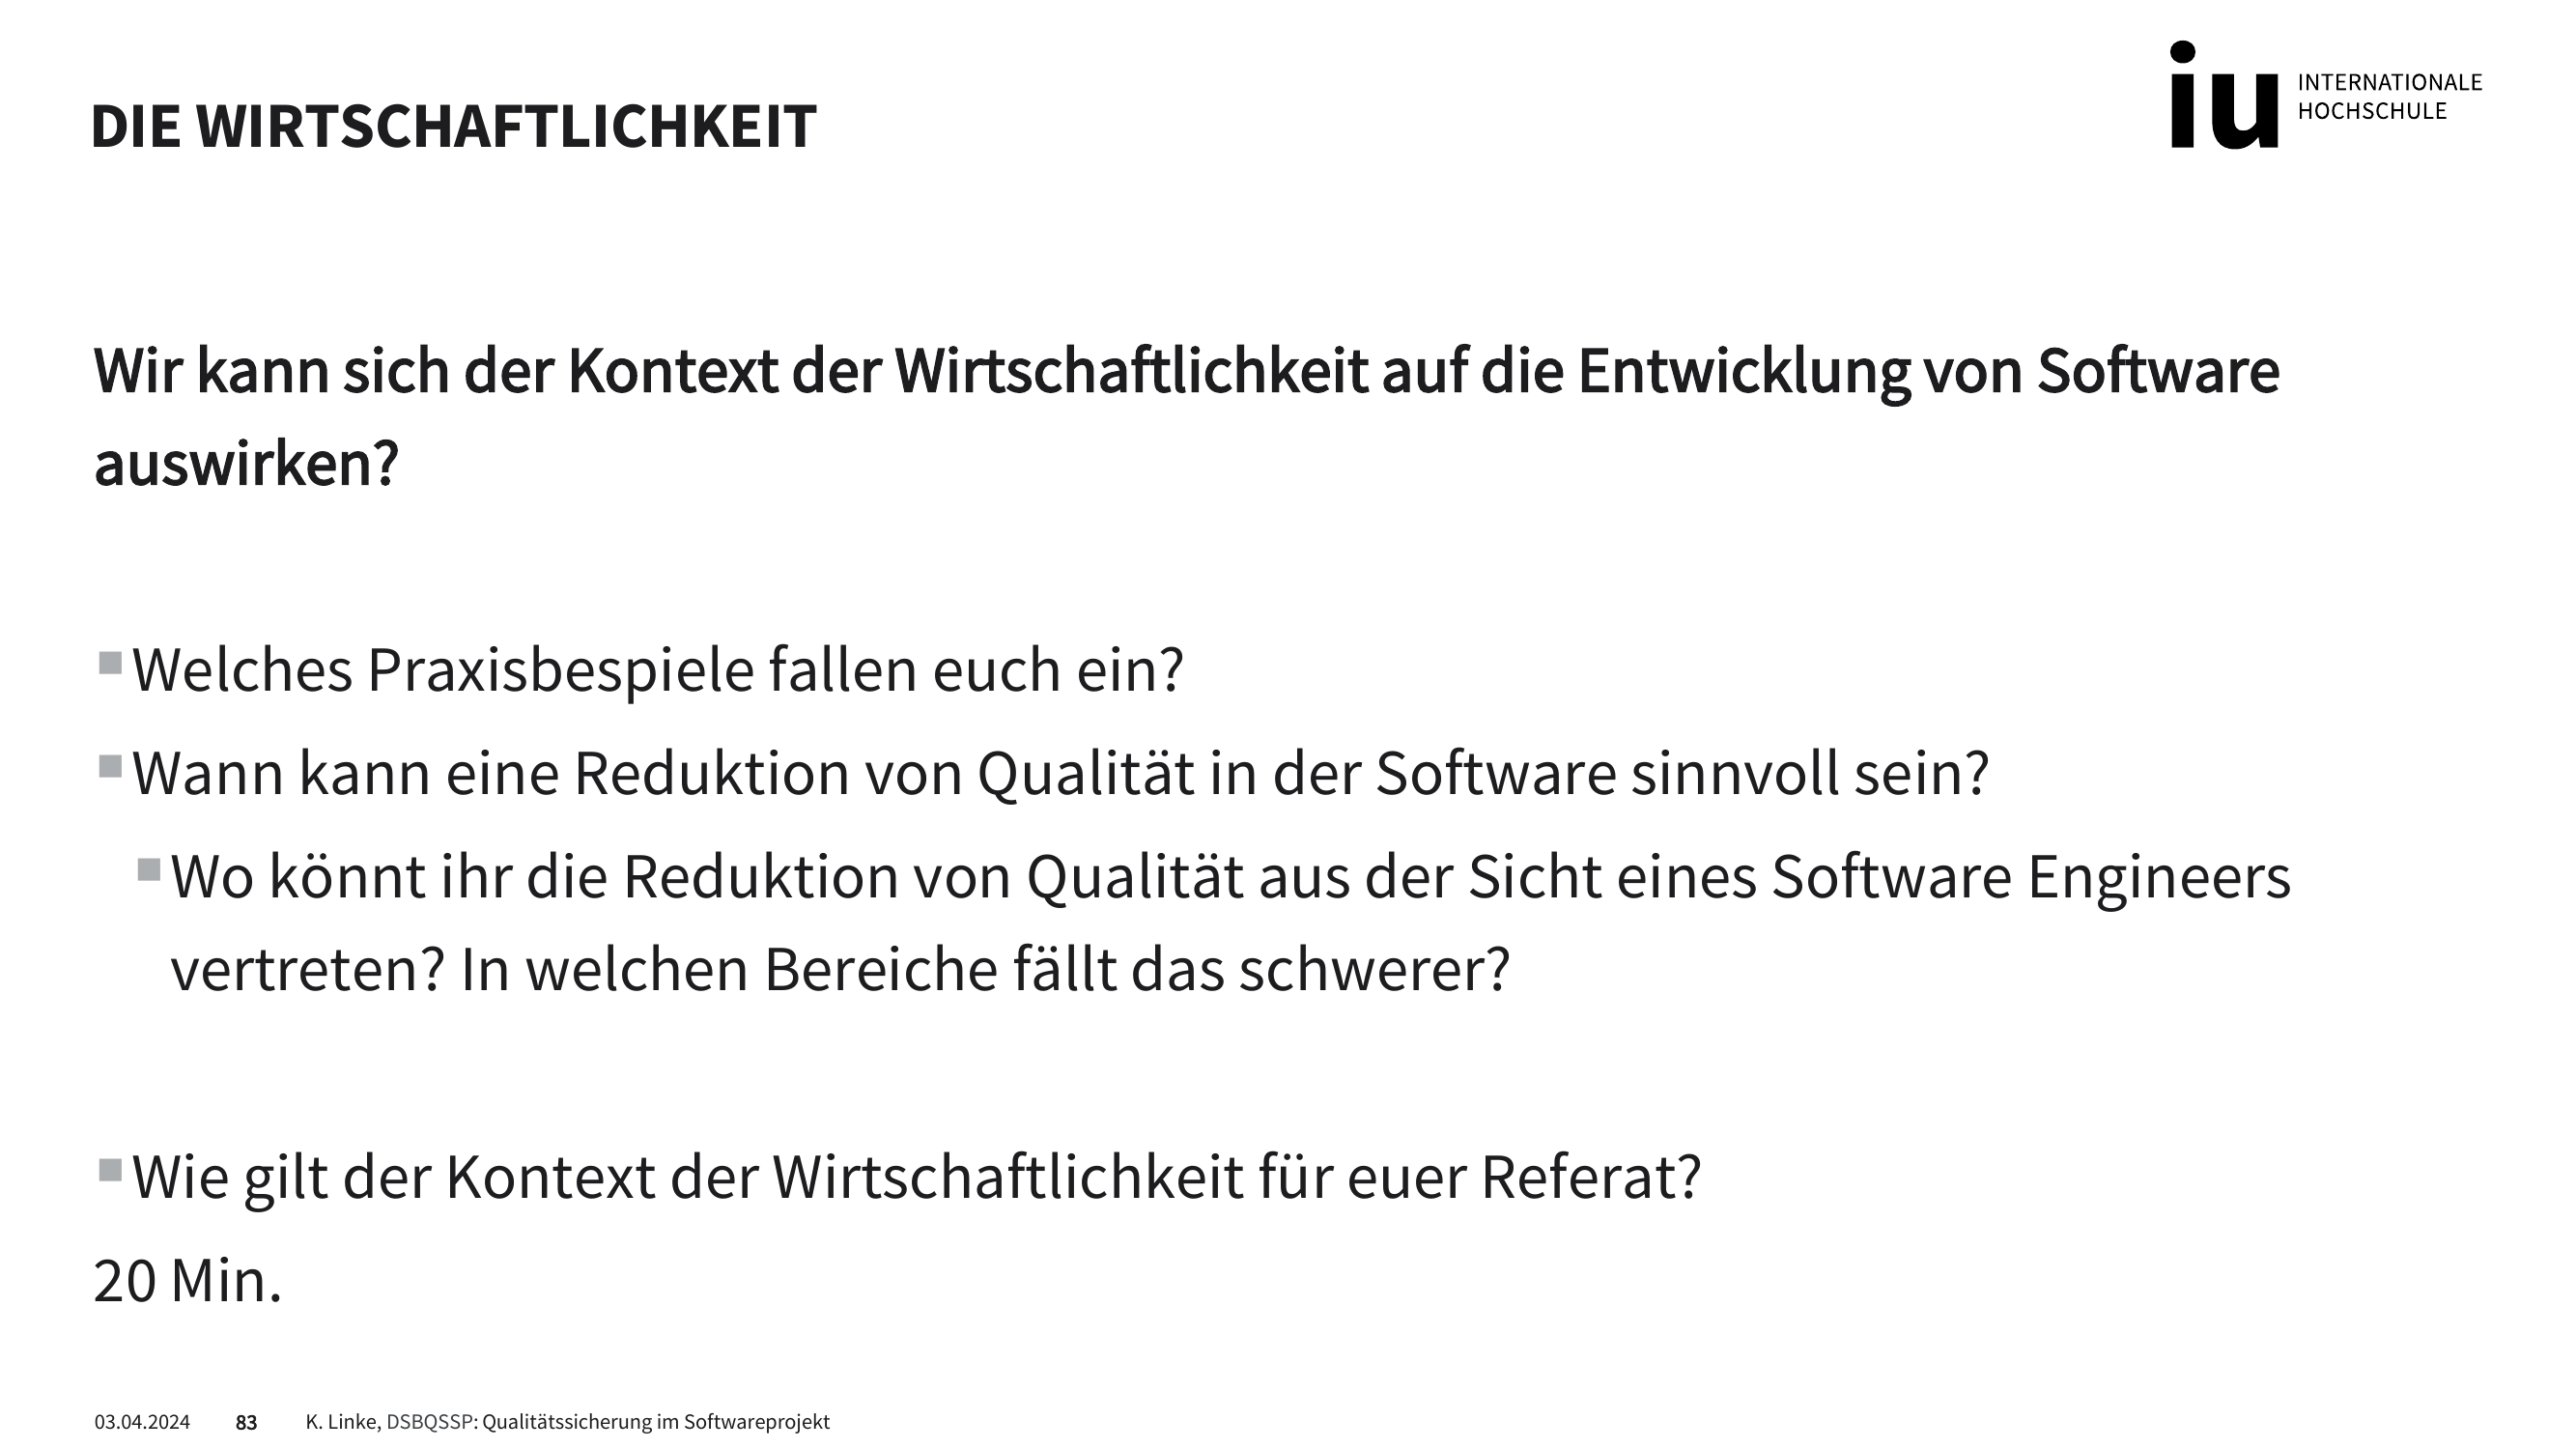 DIE WIRTSCHAFTLICHKEIT
iu INTERNATIONALE
HOCHSCHULE
Wir kann sich der Kontext der Wirtschaftlichkeit auf die Entwicklung von Software
auswirken?
▪ Welches Praxisbespiele fallen euch ein?
▪ Wann kann eine Reduktion von Qualität in der Software sinnvoll sein?
▪ Wo könnt ihr die Reduktion von Qualität aus der Sicht eines Software Engineers
vertreten? In welchen Bereiche fällt das schwerer?
▪ Wie gilt der Kontext der Wirtschaftlichkeit für euer Referat?
20 Min.
03.04.2024 83 K. Linke, DSBQSSP: Qualitätssicherung im Softwareprojekt